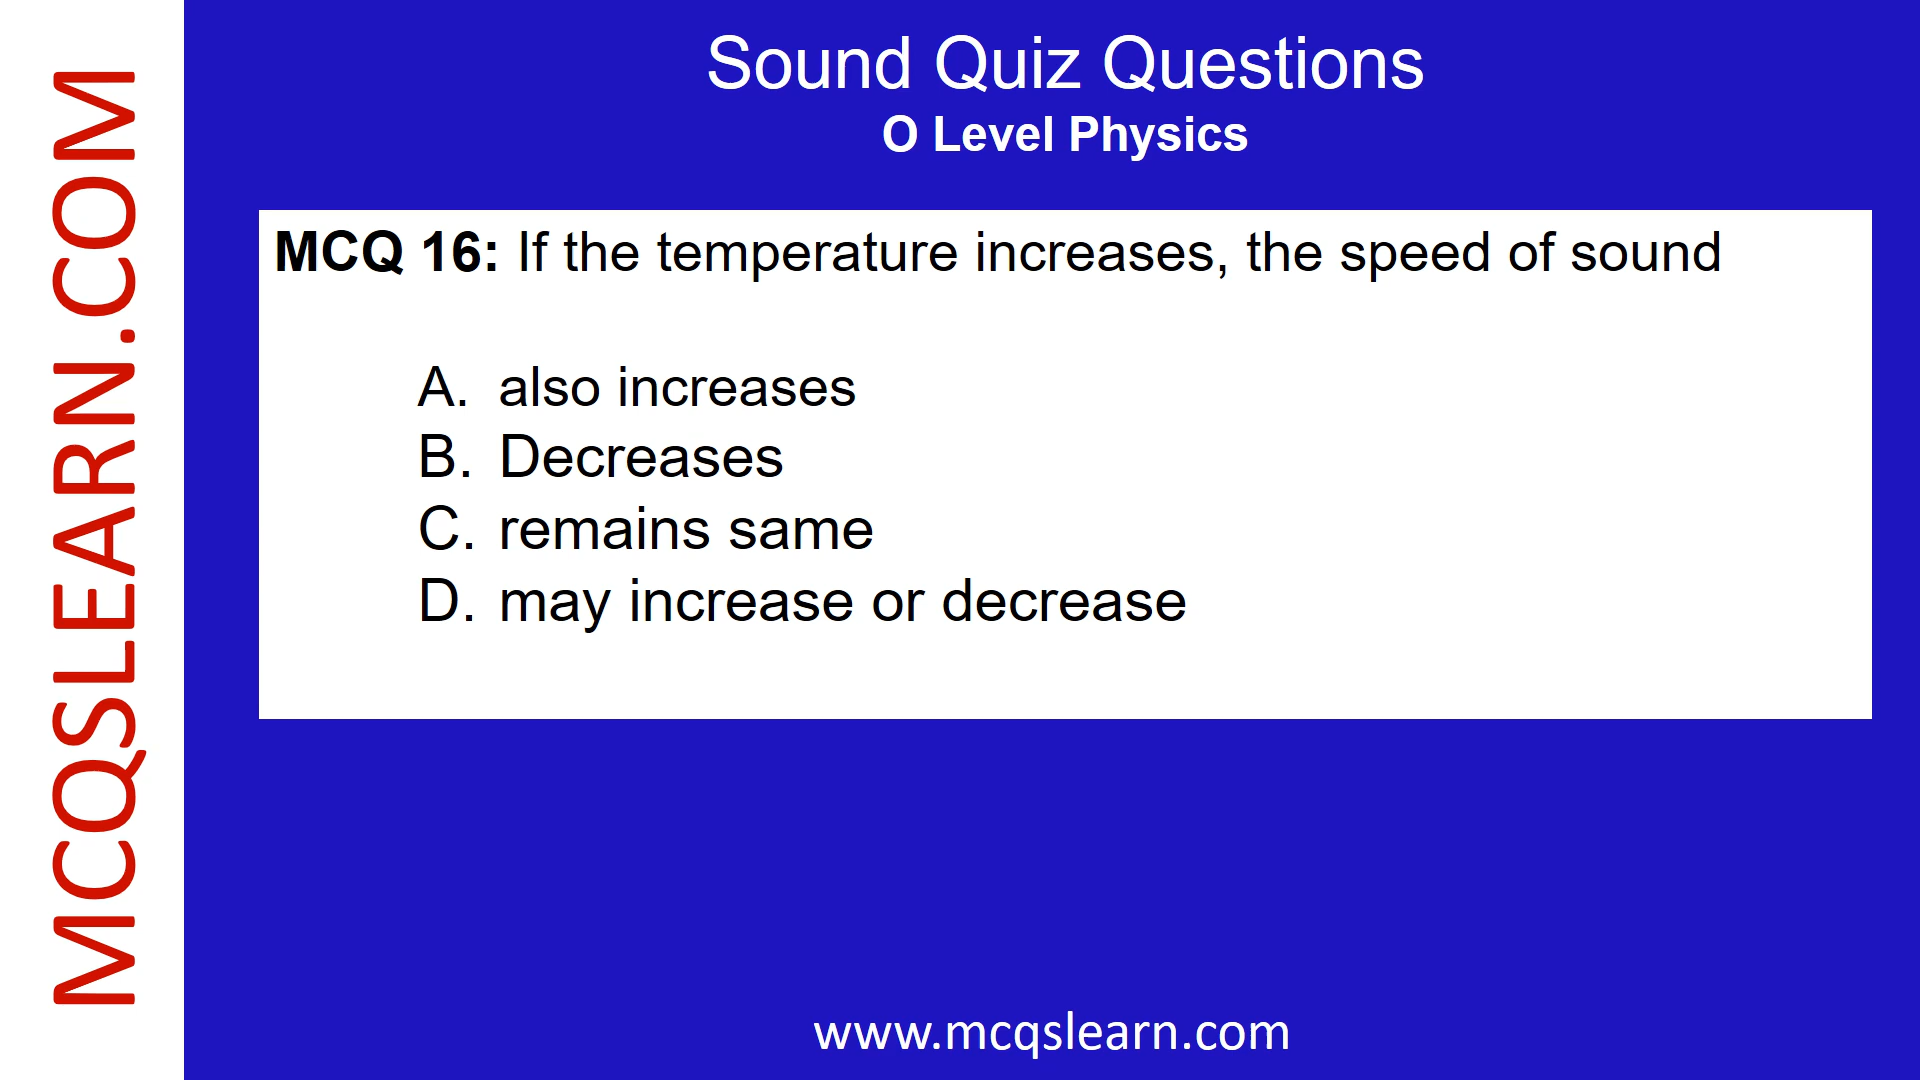 MCQSLEARN.COM
Sound Quiz Questions
O Level Physics
MCQ 16: If the temperature increases, the speed of sound
A. also increases
B. Decreases
C. remains same
D. may increase or decrease
www.mcqslearn.com